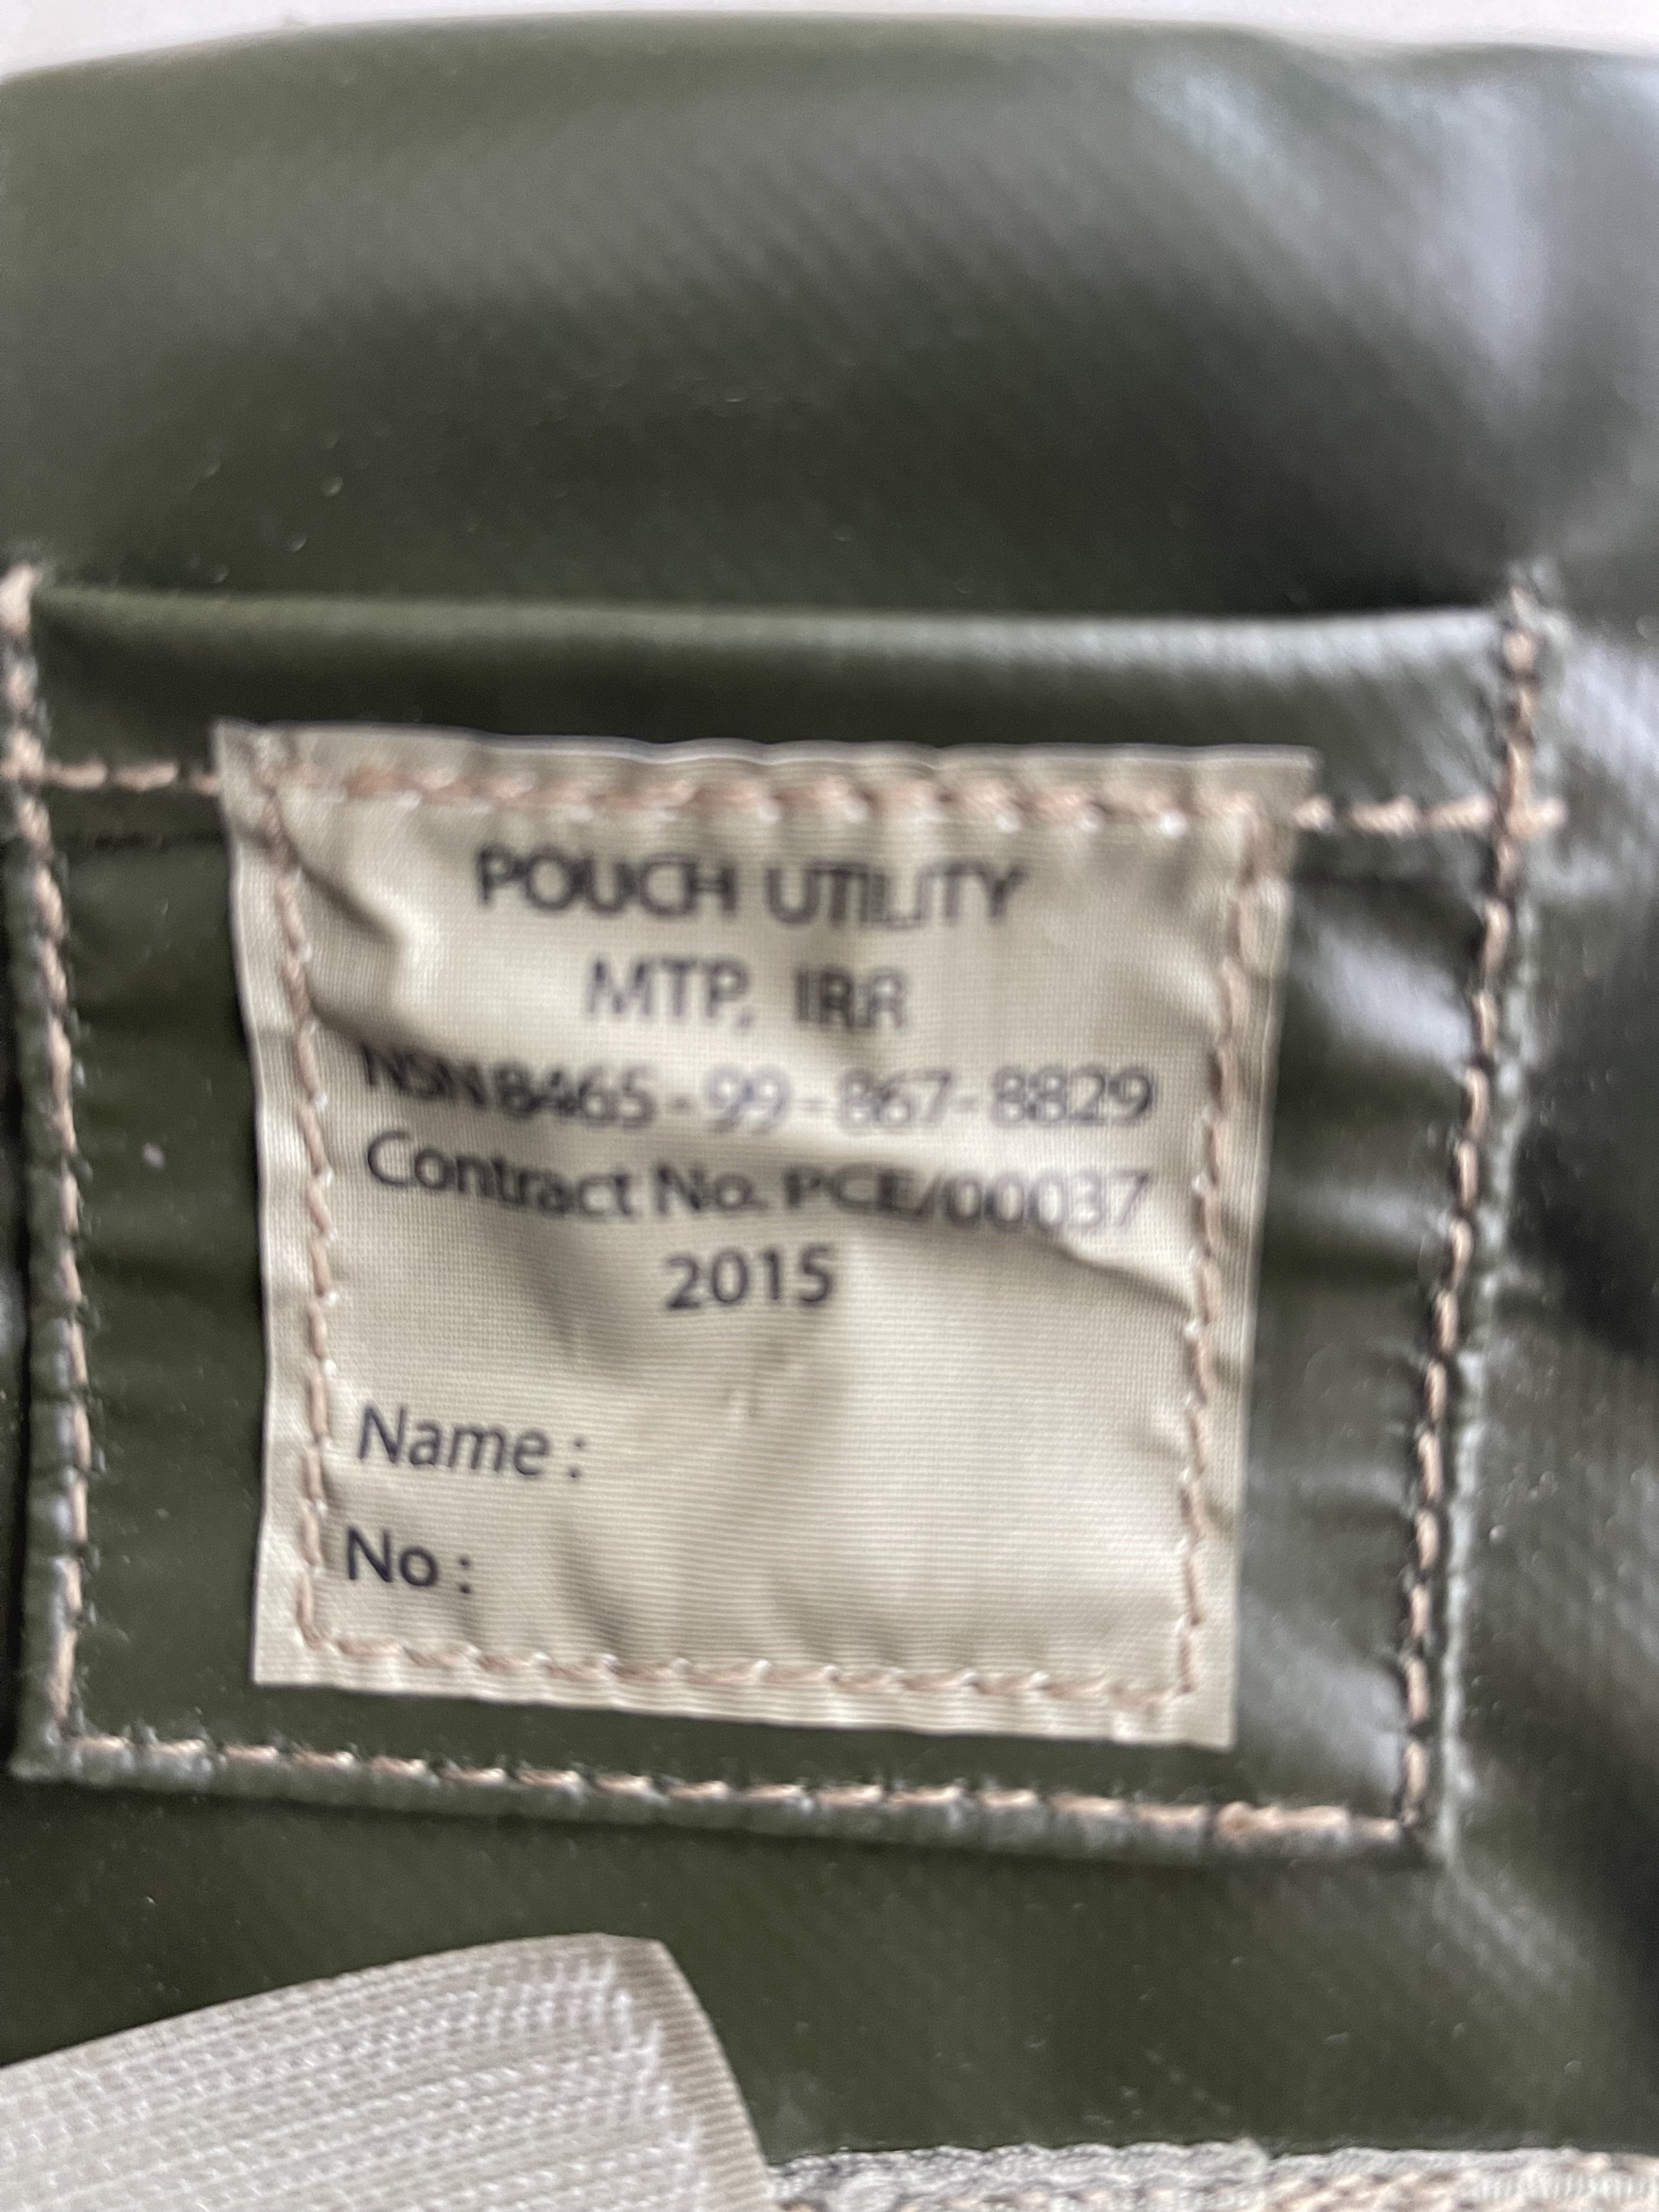 POUCH UTILITY
MTP, IRR
NSN 8465 - 99 - 867- 8829
Contract No. PCE/00037
2015
Name :
No :